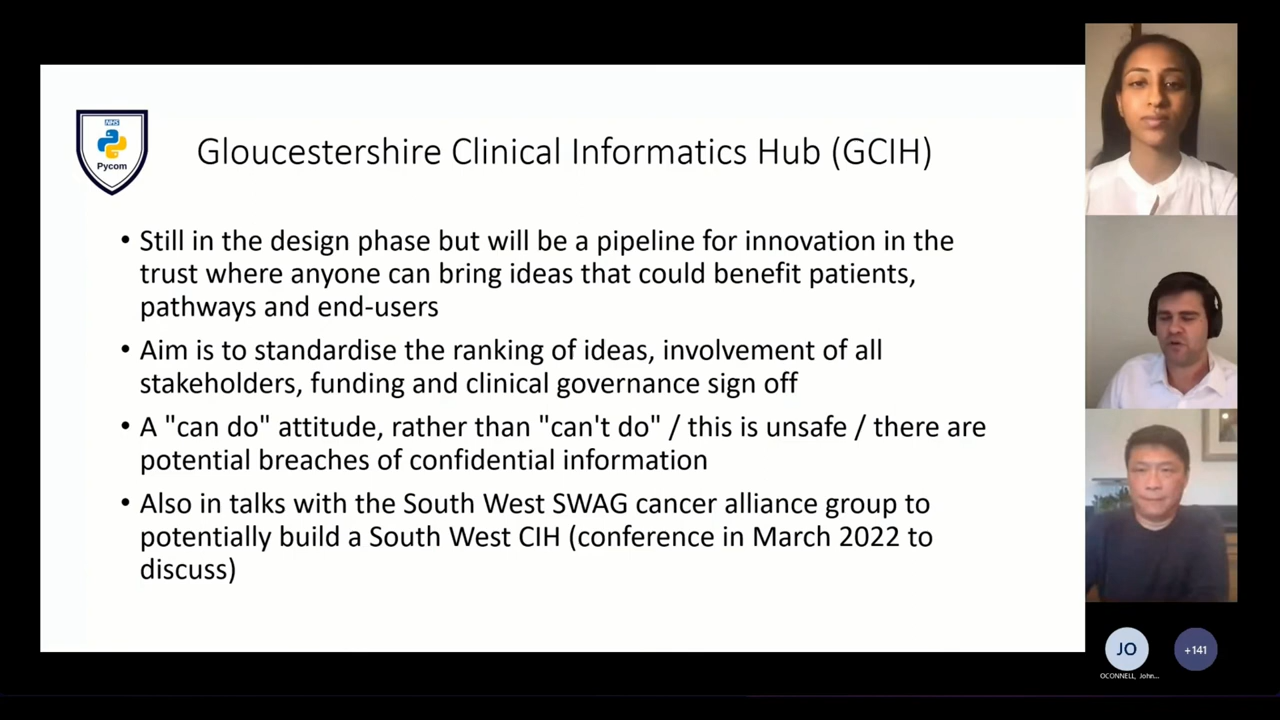 NHS
Pycom
Gloucestershire Clinical Informatics Hub (GCIH)
• Still in the design phase but will be a pipeline for innovation in the
trust where anyone can bring ideas that could benefit patients,
pathways and end-users
• Aim is to standardise the ranking of ideas, involvement of all
stakeholders, funding and clinical governance sign off
• A "can do" attitude, rather than "can't do" / this is unsafe / there are
potential breaches of confidential information
• Also in talks with the South West SWAG cancer alliance group to
potentially build a South West CIH (conference in March 2022 to
discuss)
JO
+141
OCONNELL, John...